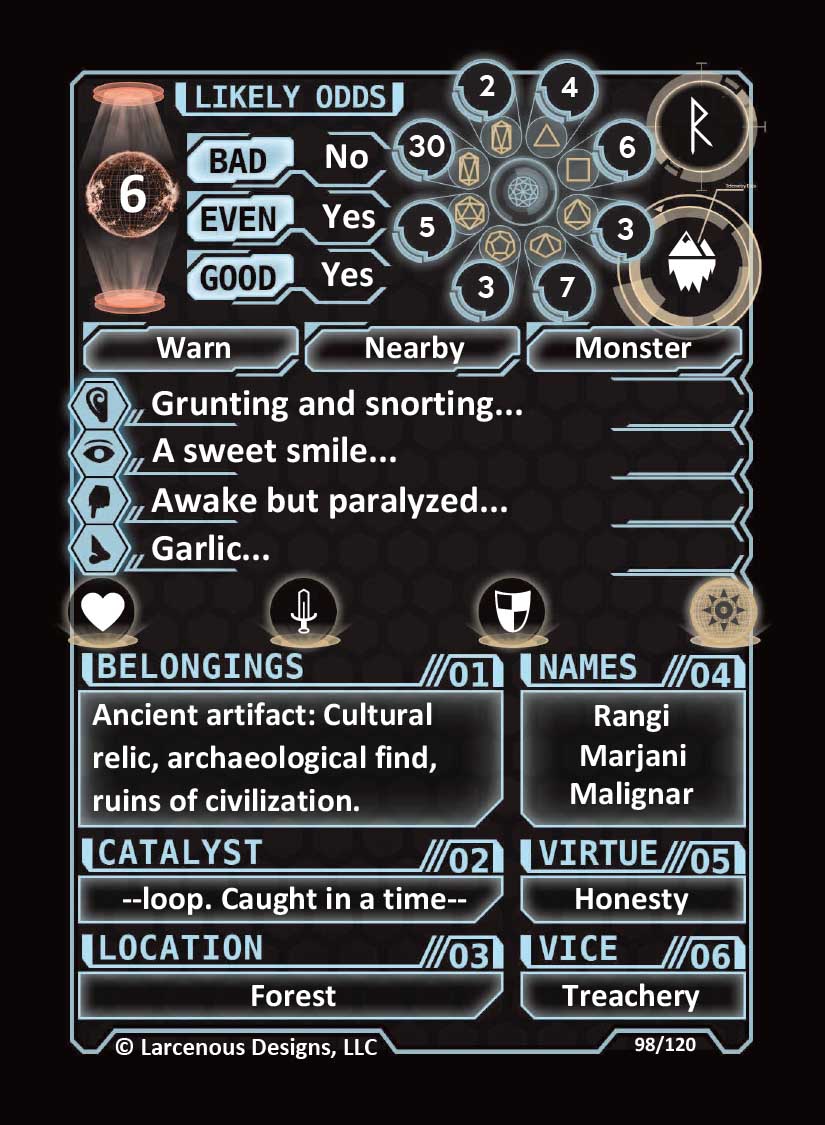 LIKELY ODDS
6
BAD No
EVEN Yes
GOOD Yes
2
4
30
6
5
3
3
7
ᚱ
Telemetry Data
Warn Nearby Monster
Grunting and snorting...
A sweet smile...
Awake but paralyzed...
Garlic...
BELONGINGS ///01
Ancient artifact: Cultural
relic, archaeological find,
ruins of civilization.
NAMES ///04
Rangi
Marjani
Malignar
CATALYST ///02
--loop. Caught in a time--
VIRTUE ///05
Honesty
LOCATION ///03
Forest
VICE ///06
Treachery
© Larcenous Designs, LLC
98/120